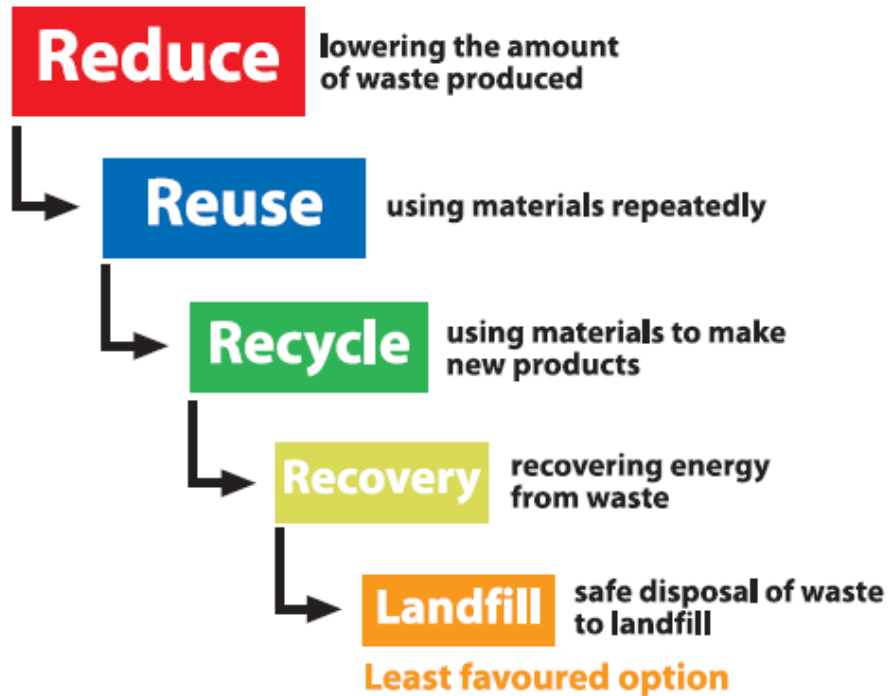 Reduce
lowering the amount
of waste produced
Reuse
using materials repeatedly
Recycle
using materials to make
new products
Recovery
recovering energy
from waste
Landfill
safe disposal of waste
to landfill
Least favoured option